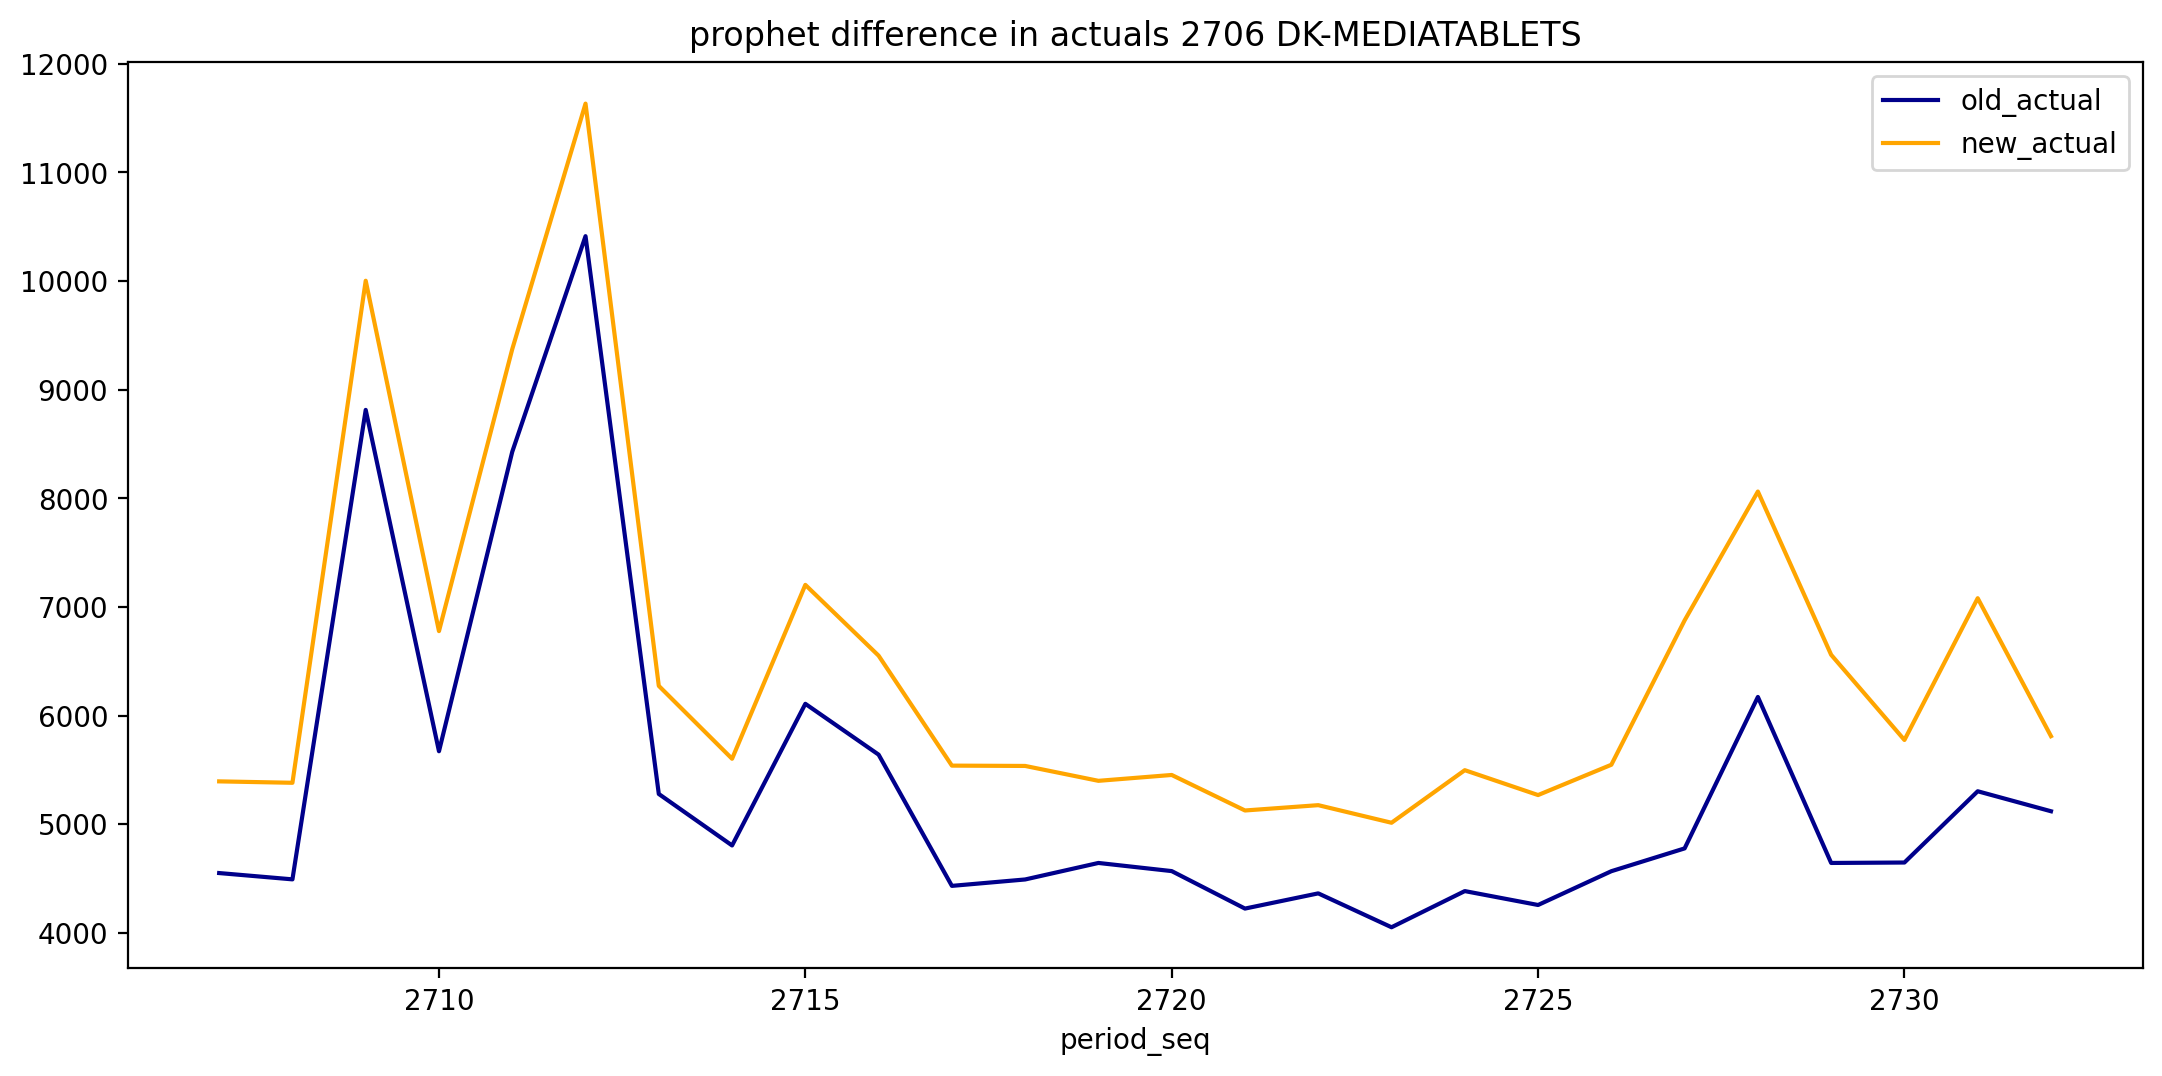 prophet difference in actuals 2706 DK-MEDIATABLETS
12000
11000
10000
9000
8000
7000
6000
5000
4000
old_actual
new_actual
2710 2715 2720 2725 2730
period_seq